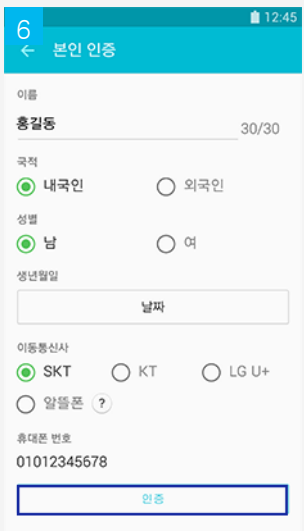 12:45
6
본인 인증
이름
홍길동 30/30
국적
내국인 외국인
성별
남 여
생년월일
날짜
이동통신사
SKT KT LG U+
알뜰폰 ?
휴대폰 번호
01012345678
인증